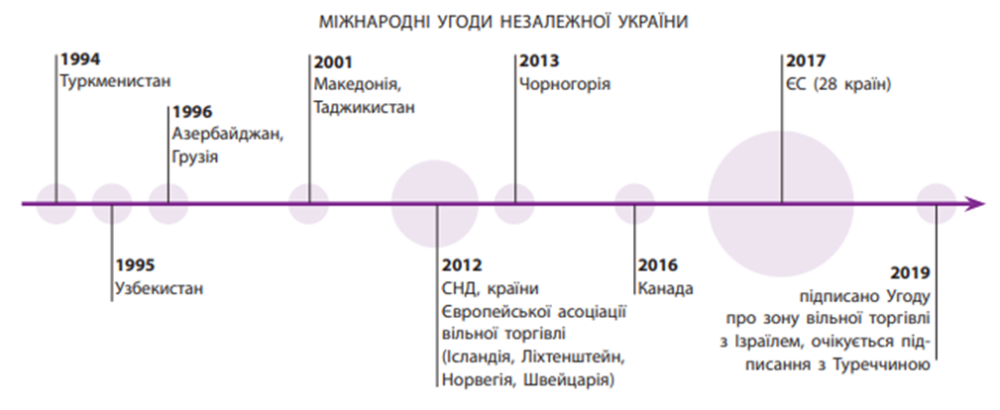 МІЖНАРОДНІ УГОДИ НЕЗАЛЕЖНОЇ УКРАЇНИ
1994
Туркменистан
1996
Азербайджан,
Грузія
2001
Македонія,
Таджикистан
2013
Чорногорія
2017
ЄС (28 країн)
1995
Узбекистан
2012
СНД, країни
Європейської асоціації
вільної торгівлі
(Ісландія, Ліхтенштейн,
Норвегія, Швейцарія)
2016
Канада
2019
підписано Угоду
про зону вільної торгівлі
з Ізраїлем, очікується під-
писання з Туреччиною